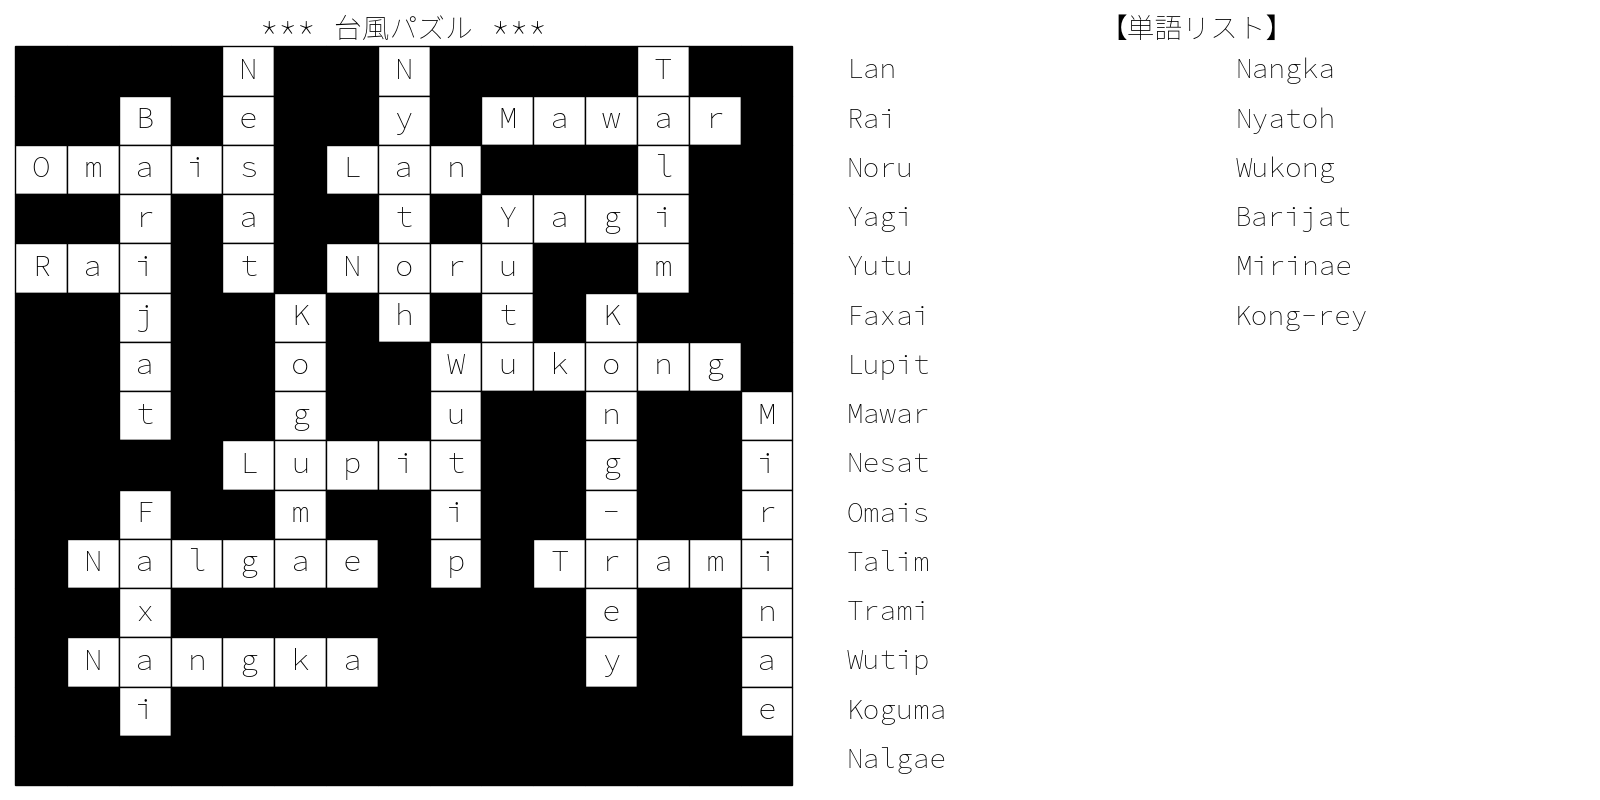 *** 台風パズル ***
N N T
B e y M a w a r
O m a i s L a n l
r a t Y a g i
R a i t N o r u m
j K h t K
a o W u k o n g
t g u n M
L u p i t g i
F m i - r
N a l g a e p T r a m i
x e n
N a n g k a y a
i e
【単語リスト】
Lan Nangka
Rai Nyatoh
Noru Wukong
Yagi Barijat
Yutu Mirinae
Faxai Kong-rey
Lupit
Mawar
Nesat
Omais
Talim
Trami
Wutip
Koguma
Nalgae